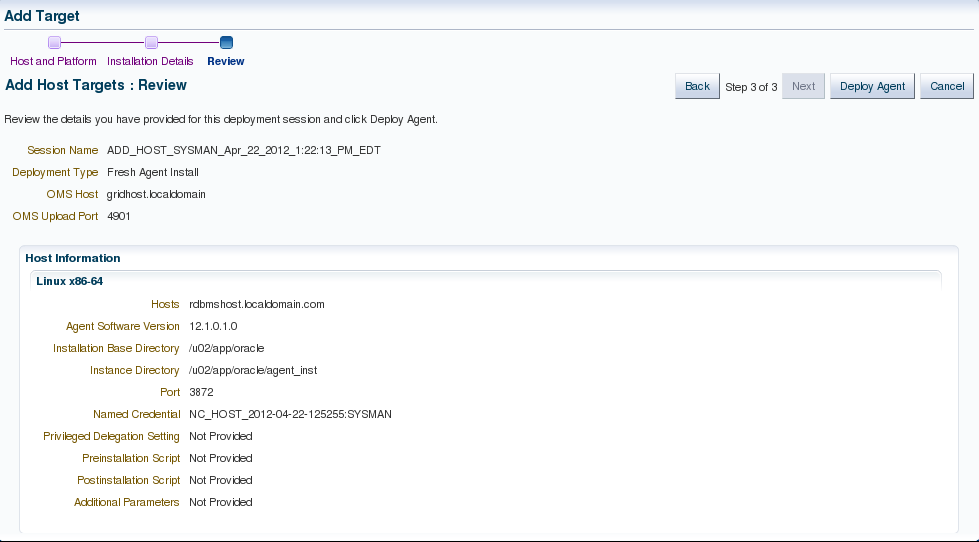 Add Target
Host and Platform Installation Details Review
Add Host Targets : Review
Back Step 3 of 3 Next Deploy Agent Cancel
Review the details you have provided for this deployment session and click Deploy Agent.
Session Name ADD_HOST_SYSMAN_Apr_22_2012_1:22:13_PM_EDT
Deployment Type Fresh Agent Install
OMS Host gridhost.localdomain
OMS Upload Port 4901
Host Information
Linux x86-64
Hosts rdbmshost.localdomain.com
Agent Software Version 12.1.0.1.0
Installation Base Directory /u02/app/oracle
Instance Directory /u02/app/oracle/agent_inst
Port 3872
Named Credential NC_HOST_2012-04-22-125255:SYSMAN
Privileged Delegation Setting Not Provided
Preinstallation Script Not Provided
Postinstallation Script Not Provided
Additional Parameters Not Provided